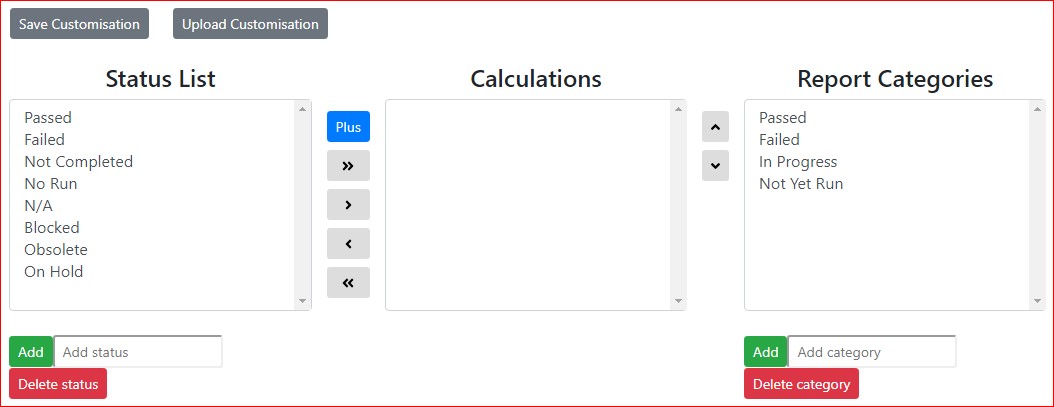 Save Customisation
Upload Customisation
Status List
Calculations
Report Categories
Passed
Failed
Not Completed
No Run
N/A
Blocked
Obsolete
On Hold
Plus
Passed
Failed
In Progress
Not Yet Run
Add
Add status
Delete status
Add
Add category
Delete category